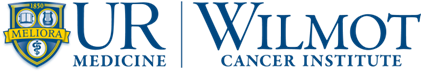 1850
MELIORA
UR
MEDICINE
WILMOT
CANCER INSTITUTE